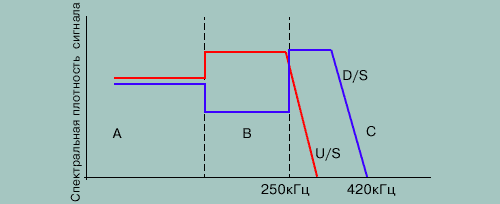 Спектральная плотность сигнала
D/S
A
B
C
U/S
250кГц
420кГц